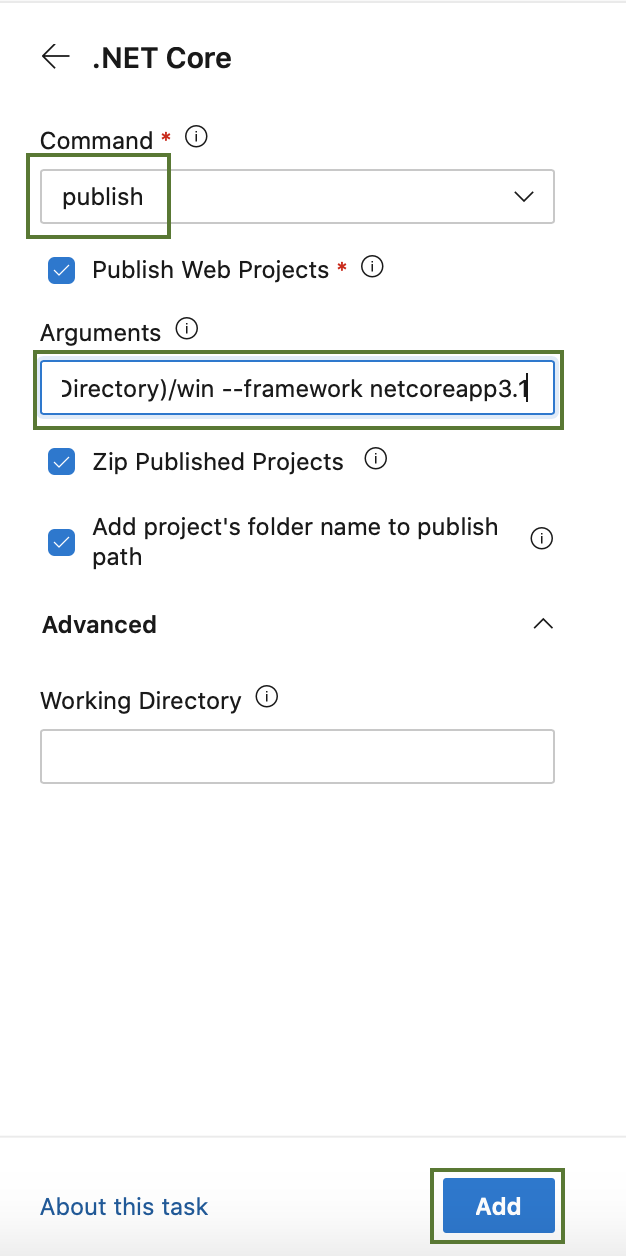 .NET Core
Command *
publish
Publish Web Projects *
Arguments
Directory)/win --framework netcoreapp3.1
Zip Published Projects
Add project's folder name to publish
path
Advanced
Working Directory
About this task
Add